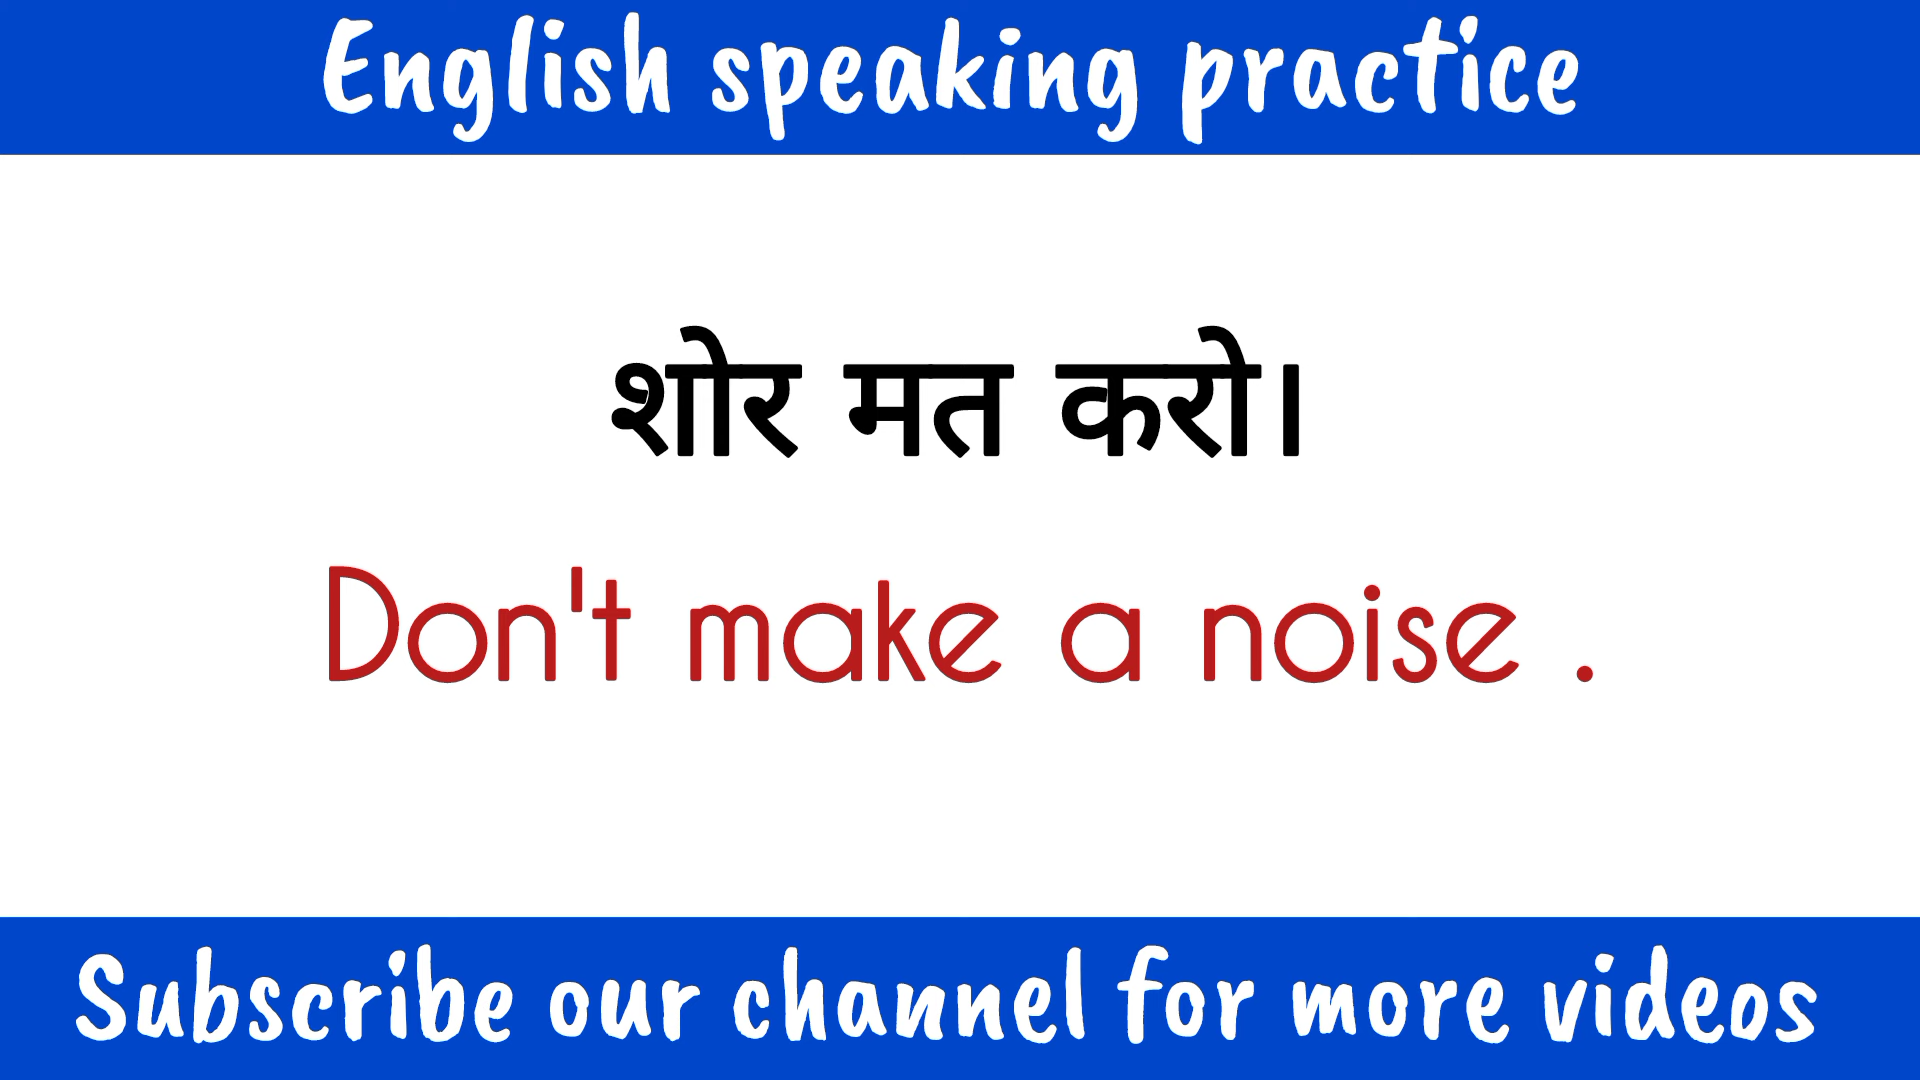 English speaking practice
शोर मत करो।
Don't make a noise .
Subscribe our channel for more videos